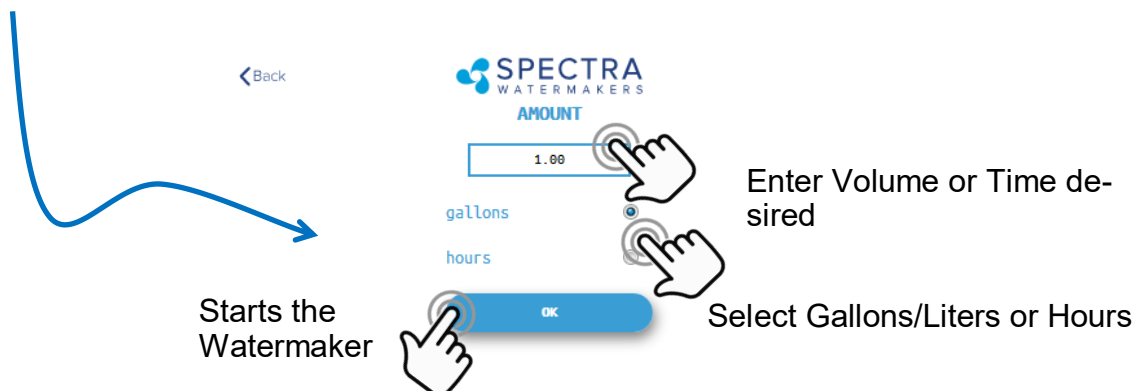 Back
SPECTRA
WATERMAKERS
AMOUNT
1.00
Enter Volume or Time de-
sired
gallons
hours
Starts the
Watermaker
OK
Select Gallons/Liters or Hours